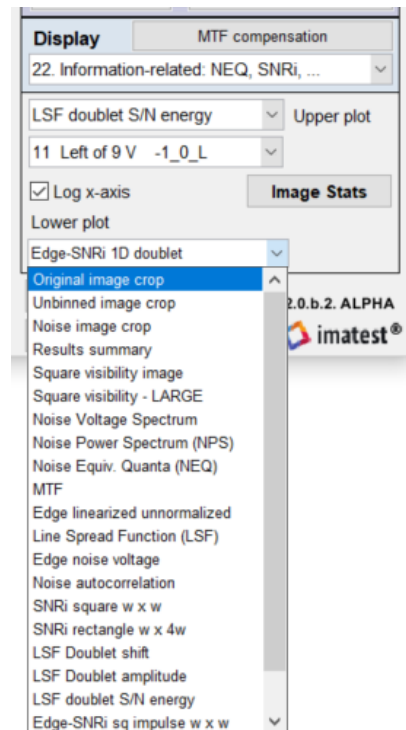 Display
MTF compensation
22. Information-related: NEQ, SNRi, ...
LSF doublet S/N energy
Upper plot
11 Left of 9 V -1_0_L
Log x-axis
Image Stats
Lower plot
Edge-SNRi 1D doublet
Original image crop
Unbinned image crop
2.0.b.2. ALPHA
Noise image crop
imatest®
Results summary
Square visibility image
Square visibility - LARGE
Noise Voltage Spectrum
Noise Power Spectrum (NPS)
Noise Equiv. Quanta (NEQ)
MTF
Edge linearized unnormalized
Line Spread Function (LSF)
Edge noise voltage
Noise autocorrelation
SNRi square w x w
SNRi rectangle w x 4w
LSF Doublet shift
LSF Doublet amplitude
LSF doublet S/N energy
Edge-SNRi sq impulse w x w